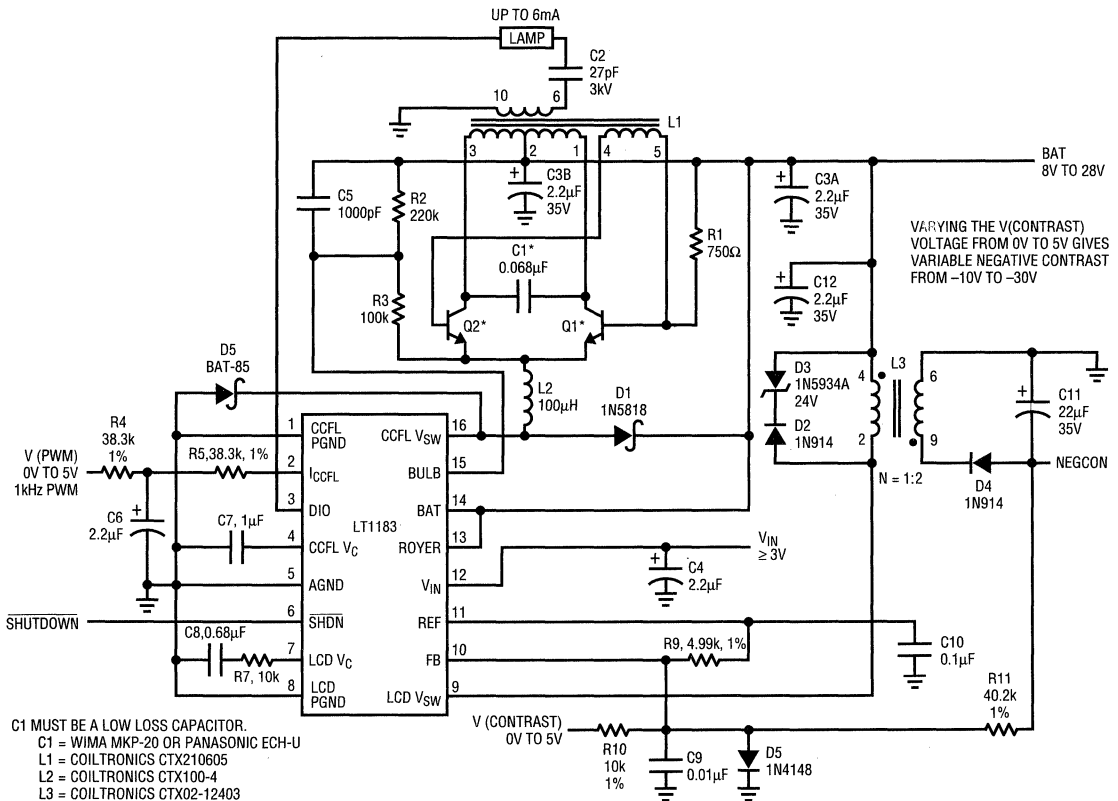 UP TO 6mA
LAMP
C2
27pF
3kV
10
6
L1
3
2
1
4
5
BAT
8V TO 28V
C5
1000pF
R2
220k
C3B
2.2µF
35V
+
R1
750Ω
C3A
2.2µF
35V
+
VARYING THE V(CONTRAST)
VOLTAGE FROM 0V TO 5V GIVES
VARIABLE NEGATIVE CONTRAST
FROM –10V TO –30V
C1*
0.068µF
C12
2.2µF
35V
+
R3
100k
Q2*
Q1*
D5
BAT-85
L2
100µH
D1
1N5818
D3
1N5934A
24V
D2
1N914
4
L3
6
2
9
N = 1:2
C11
22µF
35V
+
NEGCON
D4
1N914
R4
38.3k
1%
V (PWM)
0V TO 5V
1kHz PWM
R5,38.3k, 1%
C6
2.2µF
+
C7, 1µF
SHUTDOWN
C8,0.68µF
R7, 10k
1
CCFL
PGND
2
ICCFL
3
DIO
4
CCFL VC
5
AGND
6
SHDN
7
LCD VC
8
LCD
PGND
LT1183
CCFL VSW
16
BULB
15
BAT
14
ROYER
13
VIN
12
REF
11
FB
10
LCD VSW
9
VIN
≥ 3V
C4
2.2µF
+
R9, 4.99k, 1%
C10
0.1µF
R11
40.2k
1%
V (CONTRAST)
0V TO 5V
R10
10k
1%
C9
0.01µF
D5
1N4148
C1 MUST BE A LOW LOSS CAPACITOR.
C1 = WIMA MKP-20 OR PANASONIC ECH-U
L1 = COILTRONICS CTX210605
L2 = COILTRONICS CTX100-4
L3 = COILTRONICS CTX02-12403